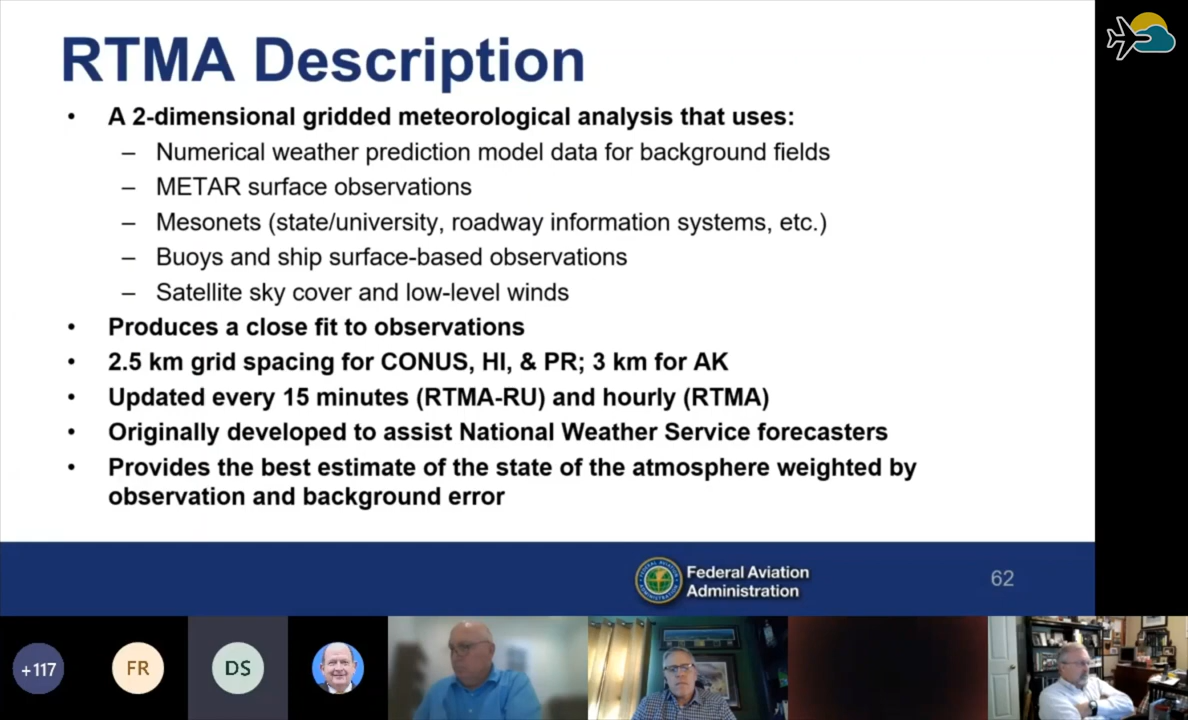 RTMA Description
• A 2-dimensional gridded meteorological analysis that uses:
– Numerical weather prediction model data for background fields
– METAR surface observations
– Mesonets (state/university, roadway information systems, etc.)
– Buoys and ship surface-based observations
– Satellite sky cover and low-level winds
• Produces a close fit to observations
• 2.5 km grid spacing for CONUS, HI, & PR; 3 km for AK
• Updated every 15 minutes (RTMA-RU) and hourly (RTMA)
• Originally developed to assist National Weather Service forecasters
• Provides the best estimate of the state of the atmosphere weighted by
observation and background error
Federal Aviation
Administration
62
+117
FR
DS